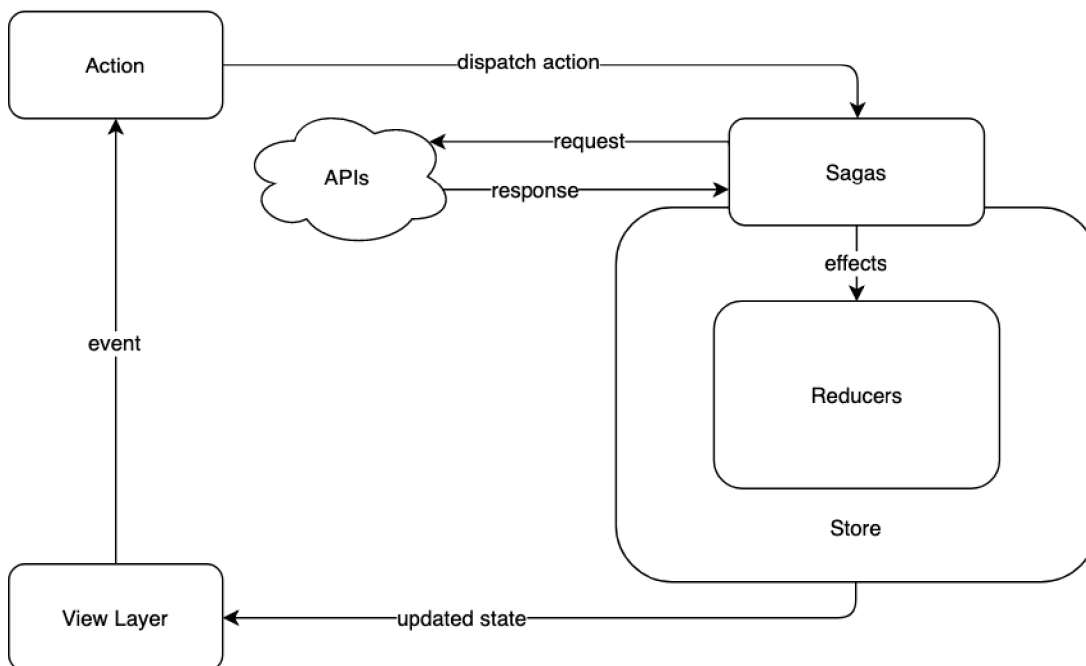 Action
dispatch action
request
APIs
Sagas
response
effects
event
Reducers
Store
View Layer
updated state